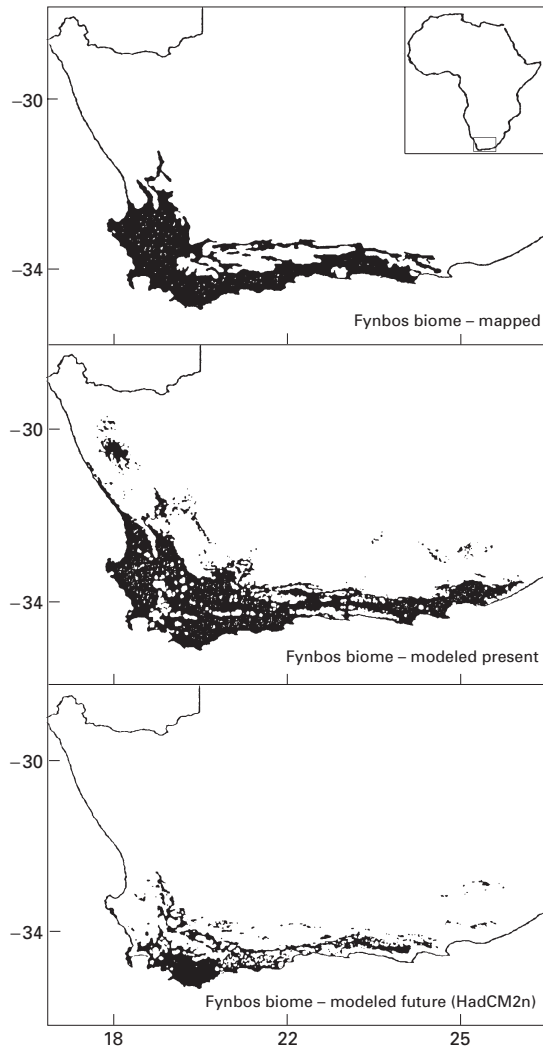 −30
−34
Fynbos biome – mapped
−30
−34
Fynbos biome – modeled present
−30
−34
Fynbos biome – modeled future (HadCM2n)
18 22 25